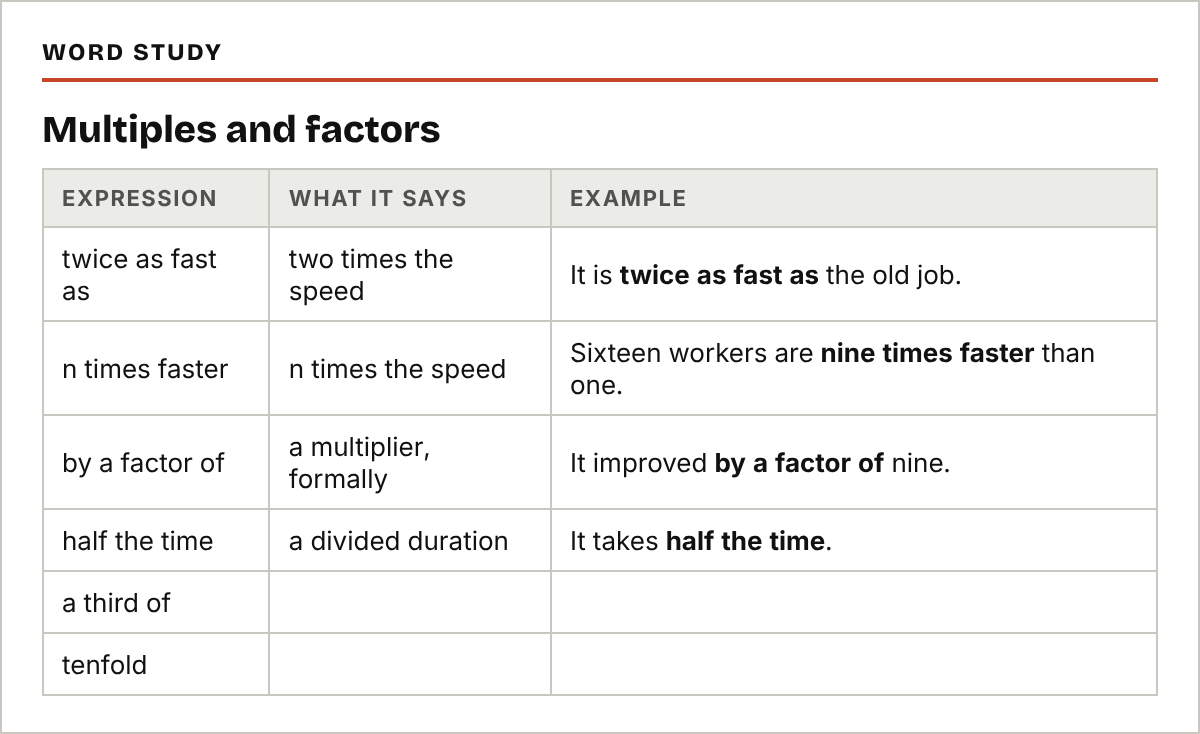 WORD STUDY
Multiples and factors
EXPRESSION WHAT IT SAYS EXAMPLE
twice as fast
as
two times the
speed
It is twice as fast as the old job.
n times faster
n times the speed
Sixteen workers are nine times faster than
one.
by a factor of
a multiplier,
formally
It improved by a factor of nine.
half the time
a divided duration
It takes half the time.
a third of
tenfold